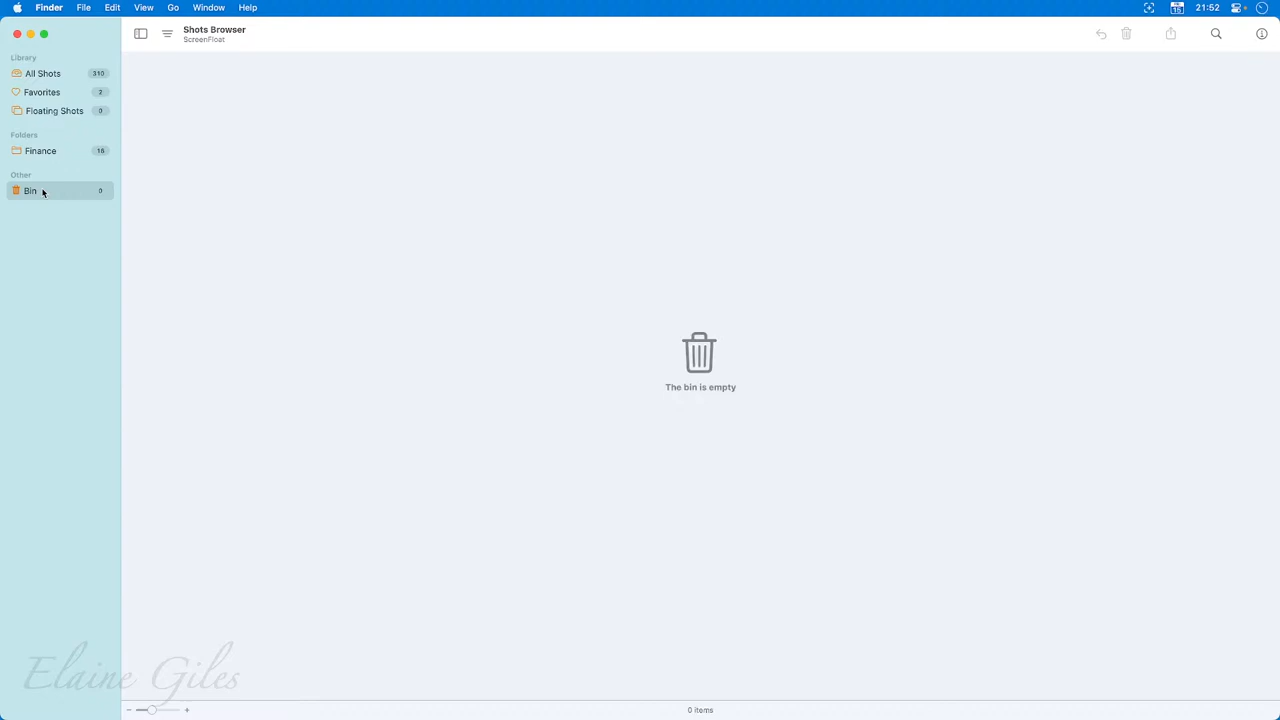 Finder File Edit View Go Window Help
15
21:52
Shots Browser
ScreenFloat
Library
All Shots 310
Favorites 2
Floating Shots 0
Folders
Finance 16
Other
Bin 0
The bin is empty
Elaine Giles
0 items